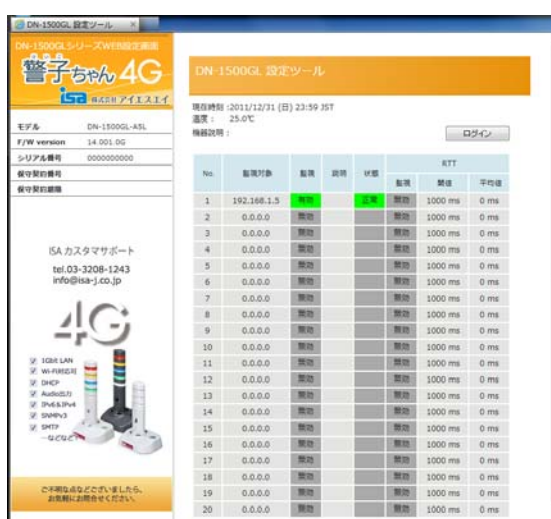 DN-1500GL 設定ツール
DN-1500GLシリーズWEB設定画面
警子ちゃん 4G
isa 株式会社 アイエスエイ
モデル DN-1500GL-A5L
F/W version 14.001.0G
シリアル番号 0000000000
保守契約番号
保守契約期限
ISA カスタマサポート
tel.03-3208-1243
info@isa-j.co.jp
4G
1Gbit LAN
Wi-Fi対応可
DHCP
Audio出力
IPv6&IPv4
SNMPv3
SMTP
―などなど
ご不明な点などございましたら、
お気軽にお問合せください。
DN-1500GL 設定ツール
現在時刻 :2011/12/31 (日) 23:59 JST
温度 : 25.0℃
機器説明 :
ログイン
No. 監視対象 監視 説明 状態 RTT
監視 閾値 平均値
1 192.168.1.5 有効 正常 無効 1000 ms 0 ms
2 0.0.0.0 無効 無効 1000 ms 0 ms
3 0.0.0.0 無効 無効 1000 ms 0 ms
4 0.0.0.0 無効 無効 1000 ms 0 ms
5 0.0.0.0 無効 無効 1000 ms 0 ms
6 0.0.0.0 無効 無効 1000 ms 0 ms
7 0.0.0.0 無効 無効 1000 ms 0 ms
8 0.0.0.0 無効 無効 1000 ms 0 ms
9 0.0.0.0 無効 無効 1000 ms 0 ms
10 0.0.0.0 無効 無効 1000 ms 0 ms
11 0.0.0.0 無効 無効 1000 ms 0 ms
12 0.0.0.0 無効 無効 1000 ms 0 ms
13 0.0.0.0 無効 無効 1000 ms 0 ms
14 0.0.0.0 無効 無効 1000 ms 0 ms
15 0.0.0.0 無効 無効 1000 ms 0 ms
16 0.0.0.0 無効 無効 1000 ms 0 ms
17 0.0.0.0 無効 無効 1000 ms 0 ms
18 0.0.0.0 無効 無効 1000 ms 0 ms
19 0.0.0.0 無効 無効 1000 ms 0 ms
20 0.0.0.0 無効 無効 1000 ms 0 ms